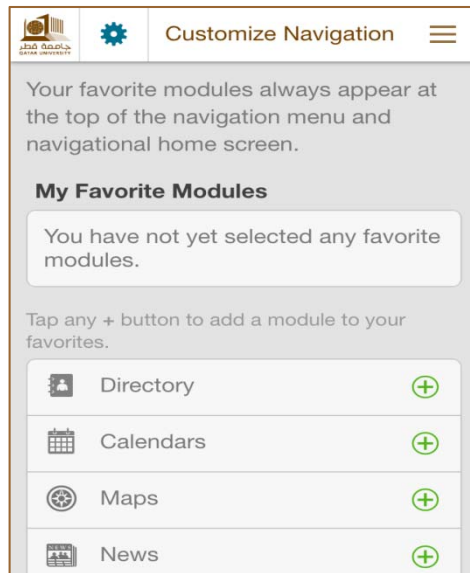 جامعة قطر
QATAR UNIVERSITY
Customize Navigation
Your favorite modules always appear at
the top of the navigation menu and
navigational home screen.
My Favorite Modules
You have not yet selected any favorite
modules.
Tap any + button to add a module to your
favorites.
Directory
Calendars
Maps
NEWS
News